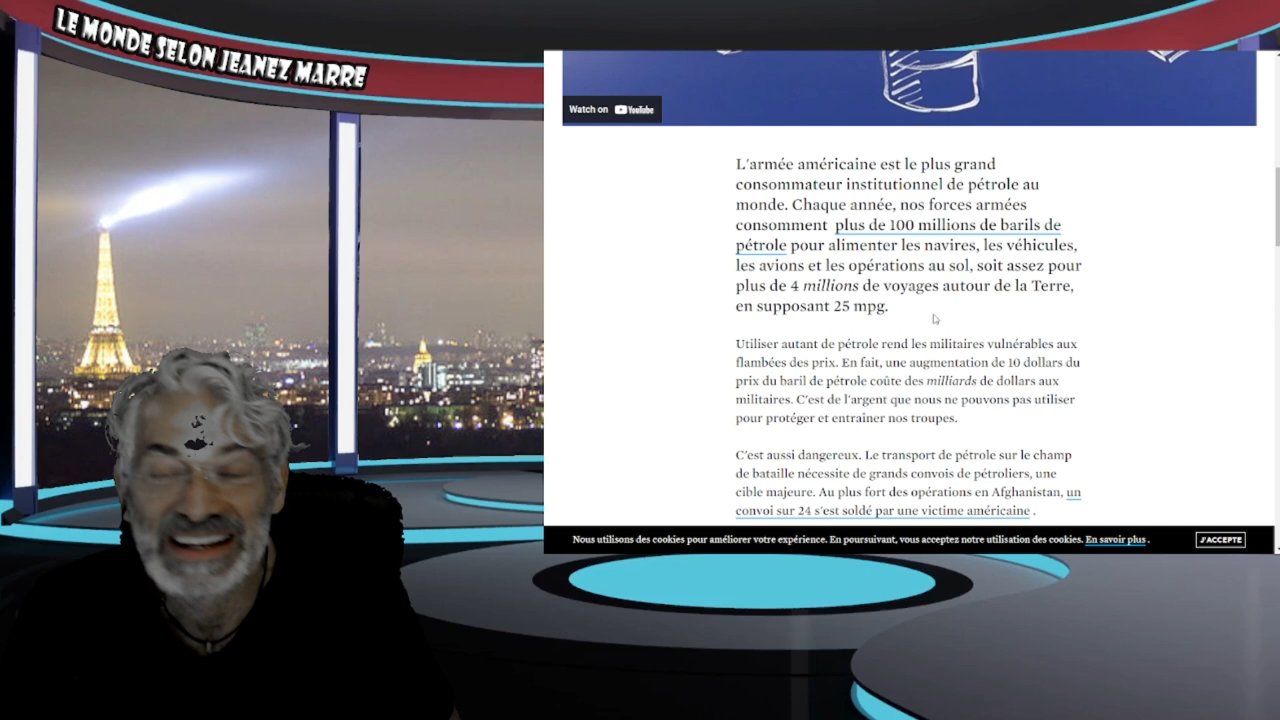 LE MONDE SELON JEANEZ MARRE
Watch on YouTube
L'armée américaine est le plus grand
consommateur institutionnel de pétrole au
monde. Chaque année, nos forces armées
consomment plus de 100 millions de barils de
pétrole pour alimenter les navires, les véhicules,
les avions et les opérations au sol, soit assez pour
plus de 4 millions de voyages autour de la Terre,
en supposant 25 mpg.
Utiliser autant de pétrole rend les militaires vulnérables aux
flambées des prix. En fait, une augmentation de 10 dollars du
prix du baril de pétrole coûte des milliards de dollars aux
militaires. C'est de l'argent que nous ne pouvons pas utiliser
pour protéger et entraîner nos troupes.
C'est aussi dangereux. Le transport de pétrole sur le champ
de bataille nécessite de grands convois de pétroliers, une
cible majeure. Au plus fort des opérations en Afghanistan, un
convoi sur 24 s'est soldé par une victime américaine .
Nous utilisons des cookies pour améliorer votre expérience. En poursuivant, vous acceptez notre utilisation des cookies. En savoir plus .
J'ACCEPTE